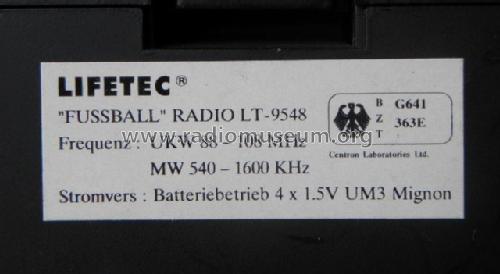 LIFETEC®
"FUSSBALL" RADIO LT-9548
Frequenz : UKW 88 - 108 MHz
MW 540 - 1600 KHz
Stromvers : Batteriebetrieb 4 x 1.5V UM3 Mignon
B G641
Z 363E
T
Centron Laboratories Ltd.
© www.radiomuseum.org